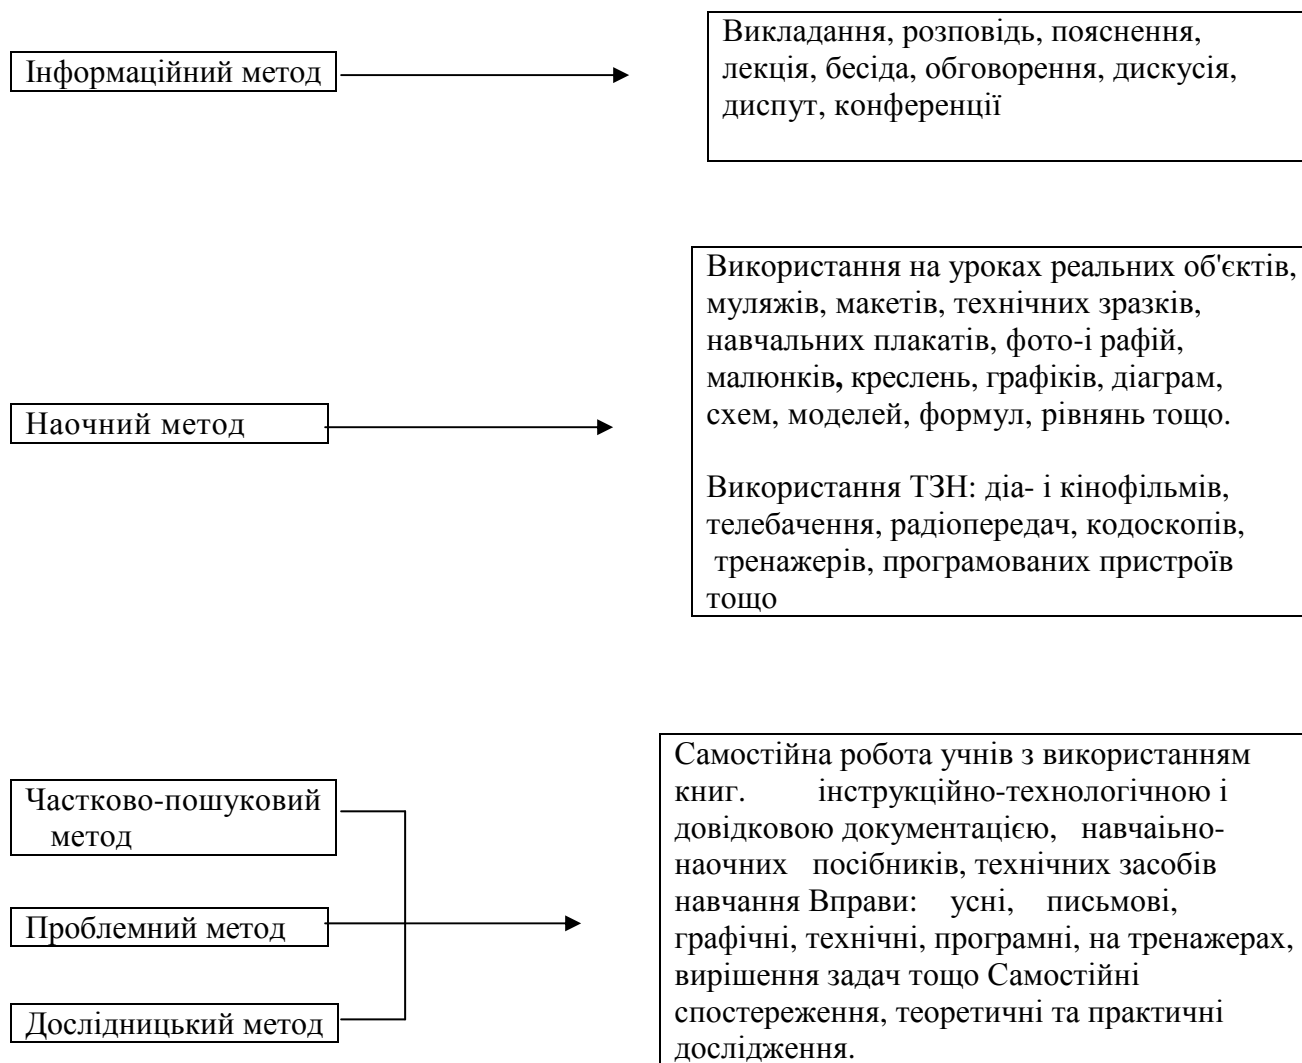 Інформаційний метод
Викладання, розповідь, пояснення,
лекція, бесіда, обговорення, дискусія,
диспут, конференції
Наочний метод
Використання на уроках реальних об'єктів,
муляжів, макетів, технічних зразків,
навчальних плакатів, фото-і рафій,
малюнків, креслень, графіків, діаграм,
схем, моделей, формул, рівнянь тощо.
Використання ТЗН: діа- і кінофільмів,
телебачення, радіопередач, кодоскопів,
тренажерів, програмованих пристроїв
тощо
Частково-пошуковий
метод
Проблемний метод
Дослідницький метод
Самостійна робота учнів з використанням
книг. інструкційно-технологічною і
довідковою документацією, навчаіьно-
наочних посібників, технічних засобів
навчання Вправи: усні, письмові,
графічні, технічні, програмні, на тренажерах,
вирішення задач тощо Самостійні
спостереження, теоретичні та практичні
дослідження.